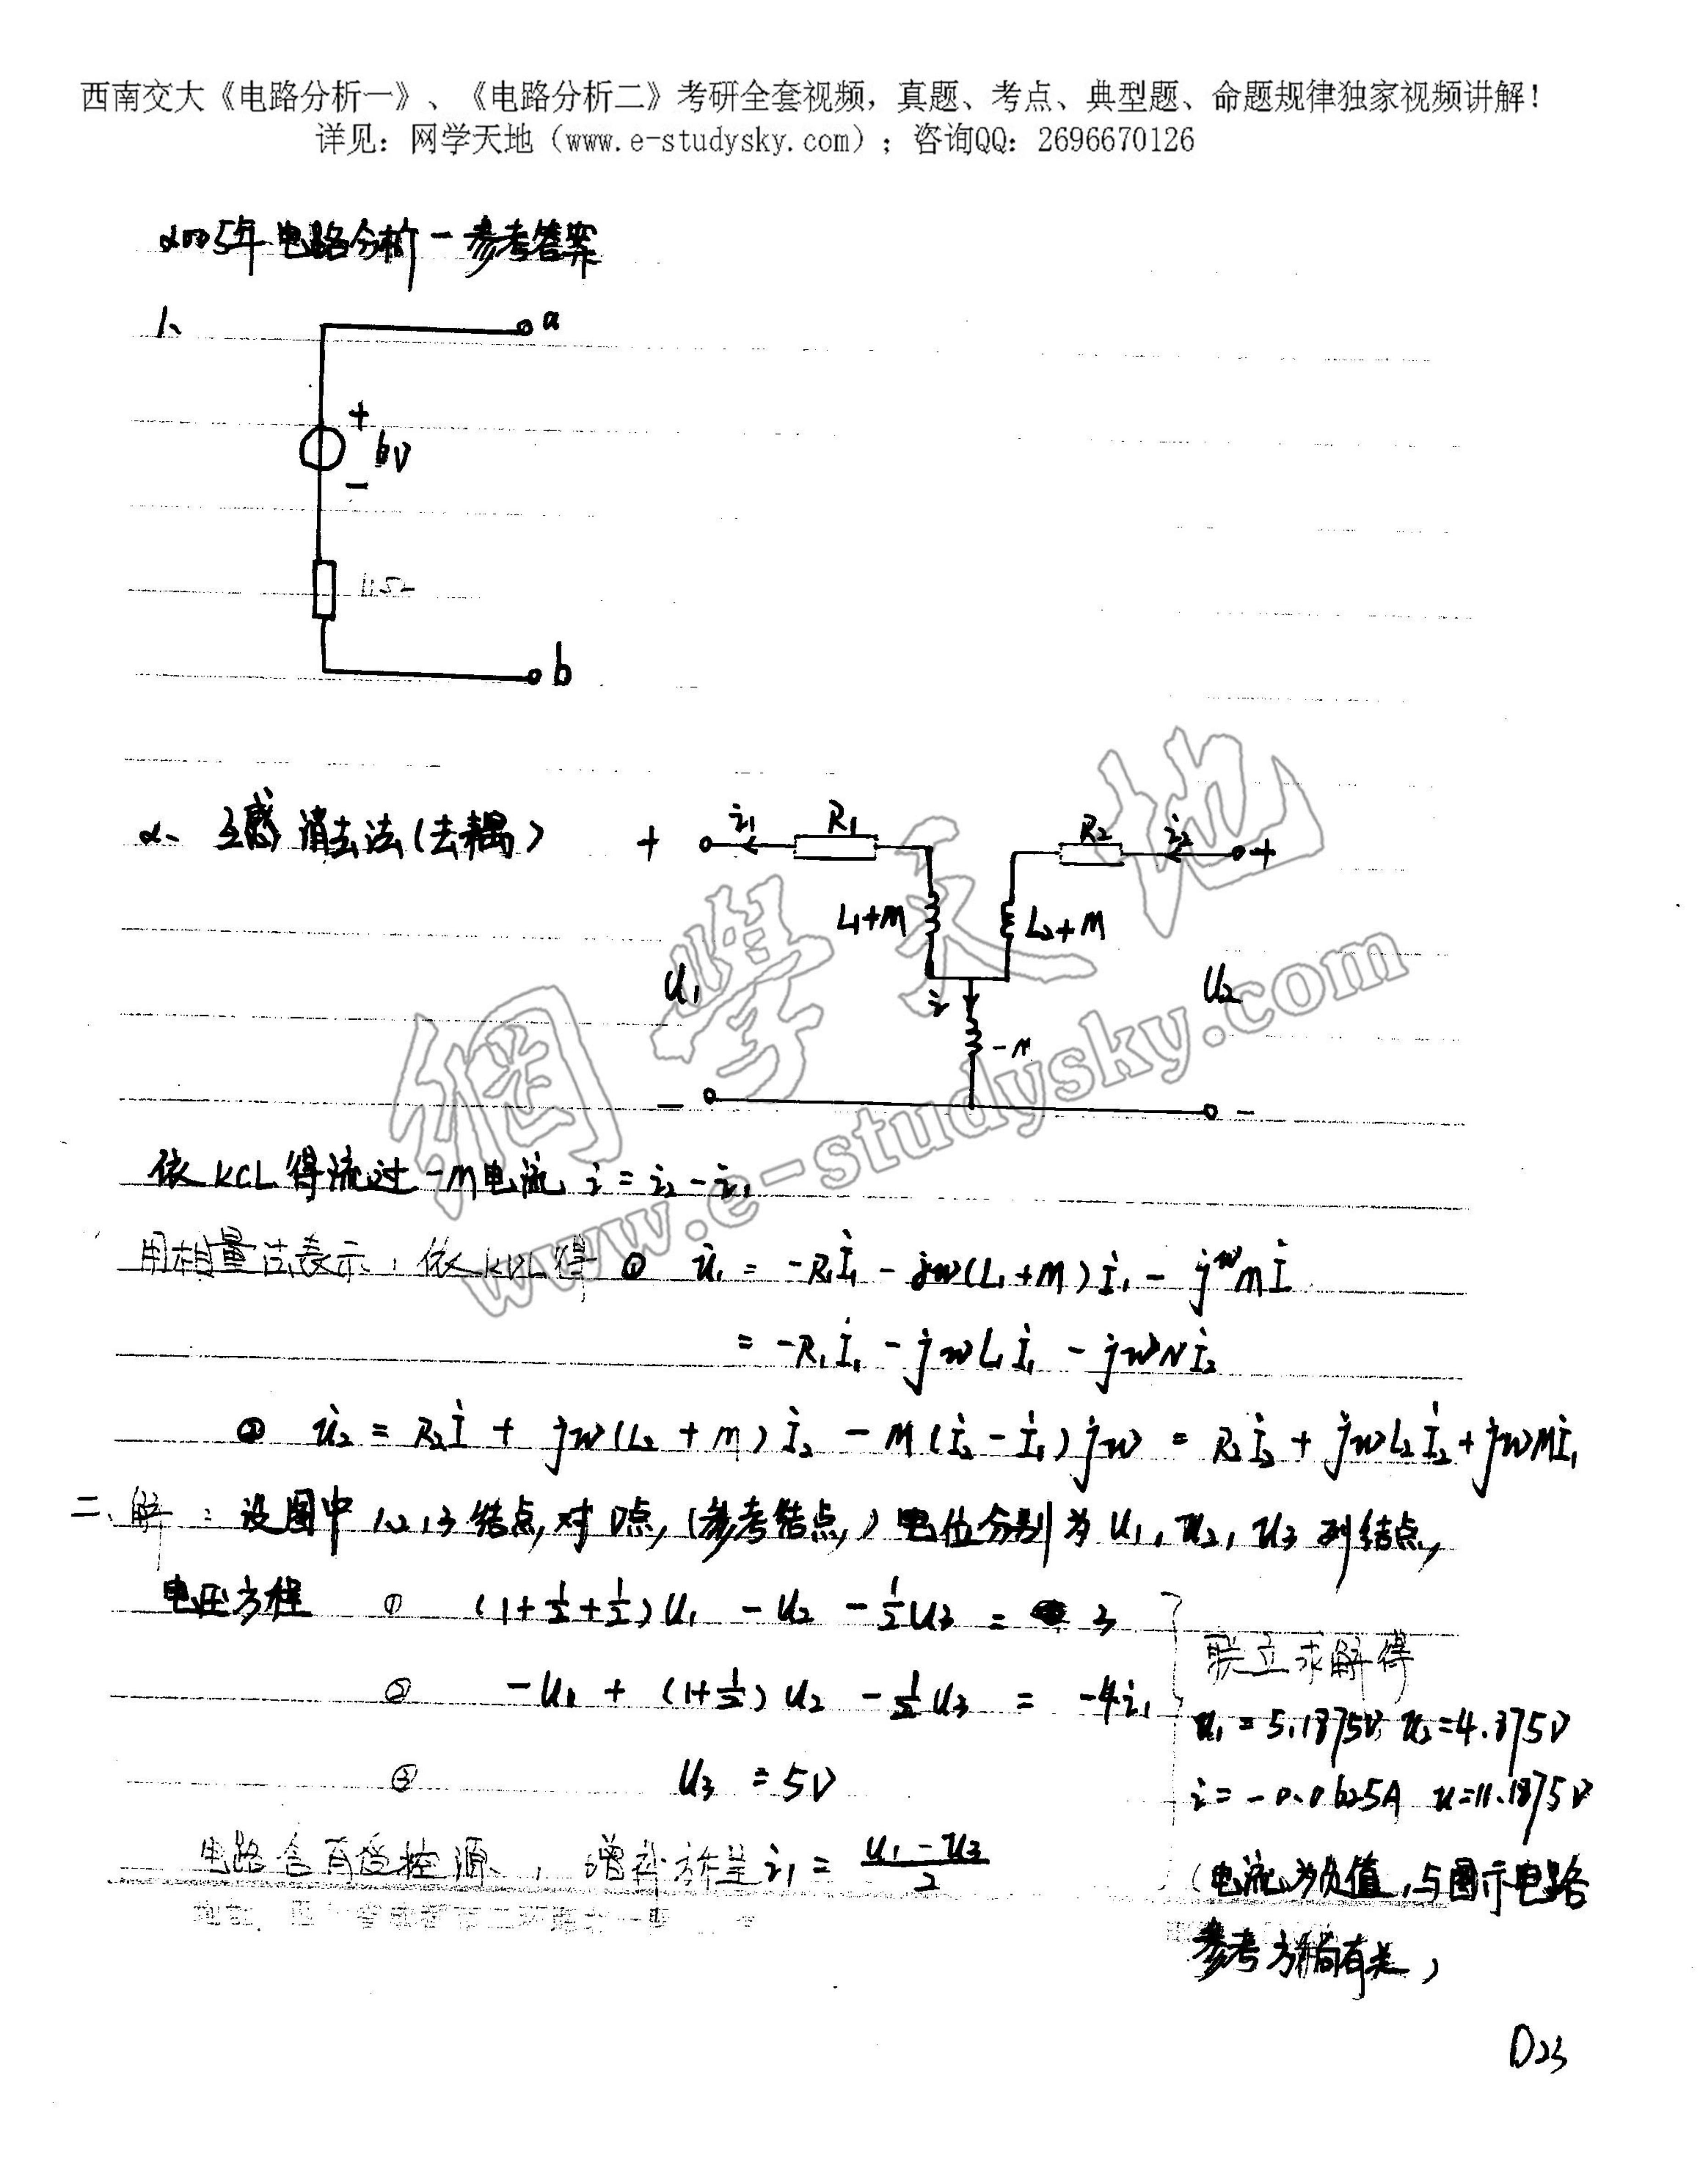 西南交大《电路分析一》、《电路分析二》考研全套视频，真题、考点、典型题、命题规律独家视频讲解！
详见：网学天地（www.e-studysky.com）；咨询QQ：2696670126
2005年电路分析一参考答案
1、
a
+
6V
-
b
2、互感消去法(去耦)
+ i₁ R₁ R₂ i₂ +
L₁+M L₂+M
U₁ i U₂
-M
- -
網學天地
www.e-studysky.com
依KCL得流过-M电流 i=i₂-i₁
用相量法表示，依KVL得 ① U̇₁ = -R₁İ₁ - jw(L₁+M)İ₁ - jwMİ
= -R₁İ₁ - jwL₁İ₁ - jwMİ₂
② U̇₂ = R₂İ + jw(L₂+M)İ₂ - M(İ₂-İ₁)jw = R₂İ₂ + jwL₂İ₂ + jwMİ₁
二、解：设图中1,2,3结点,对0点,(参考结点,)电位分别为U₁,U₂,U₃列结点,
电压方程 ① (1+½+½)U₁ - U₂ - ½U₃ = 3
② -U₁ + (1+½)U₂ - ½U₃ = -4i₁
③ U₃ = 5V
电路含有受控源，增补方程 i₁ = (U₁-U₃)/2
联立求解得
U₁=5.1875V U₂=4.875V
i=-0.0625A U=11.1875V
(电流为负值,与图示电路
参考方向有关)
D23